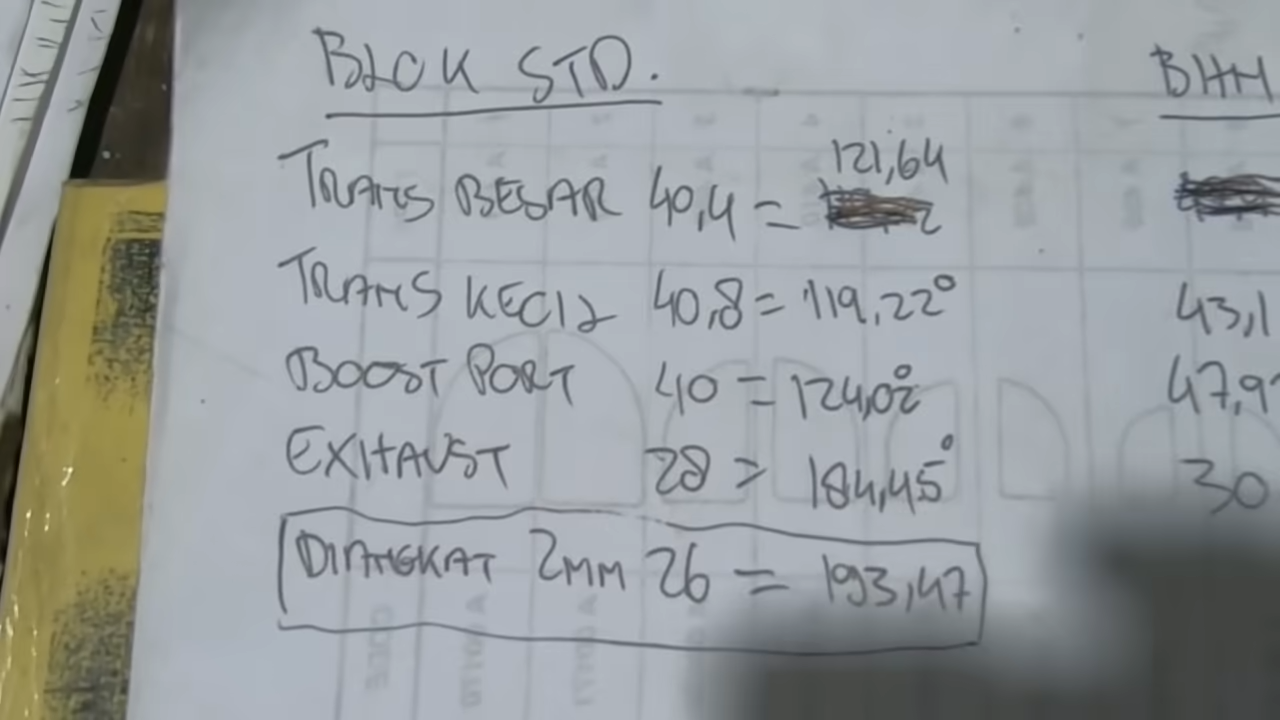 BLOK STD.
TRANS BESAR 40,4 = 121,64
TRANS KECIL 40,8 = 119,22°
BOOST PORT 40 = 124,02°
EXHAUST 28 = 184,45°
DIANGKAT 2MM 26 = 193,47
BHM
43,1
47,9
30